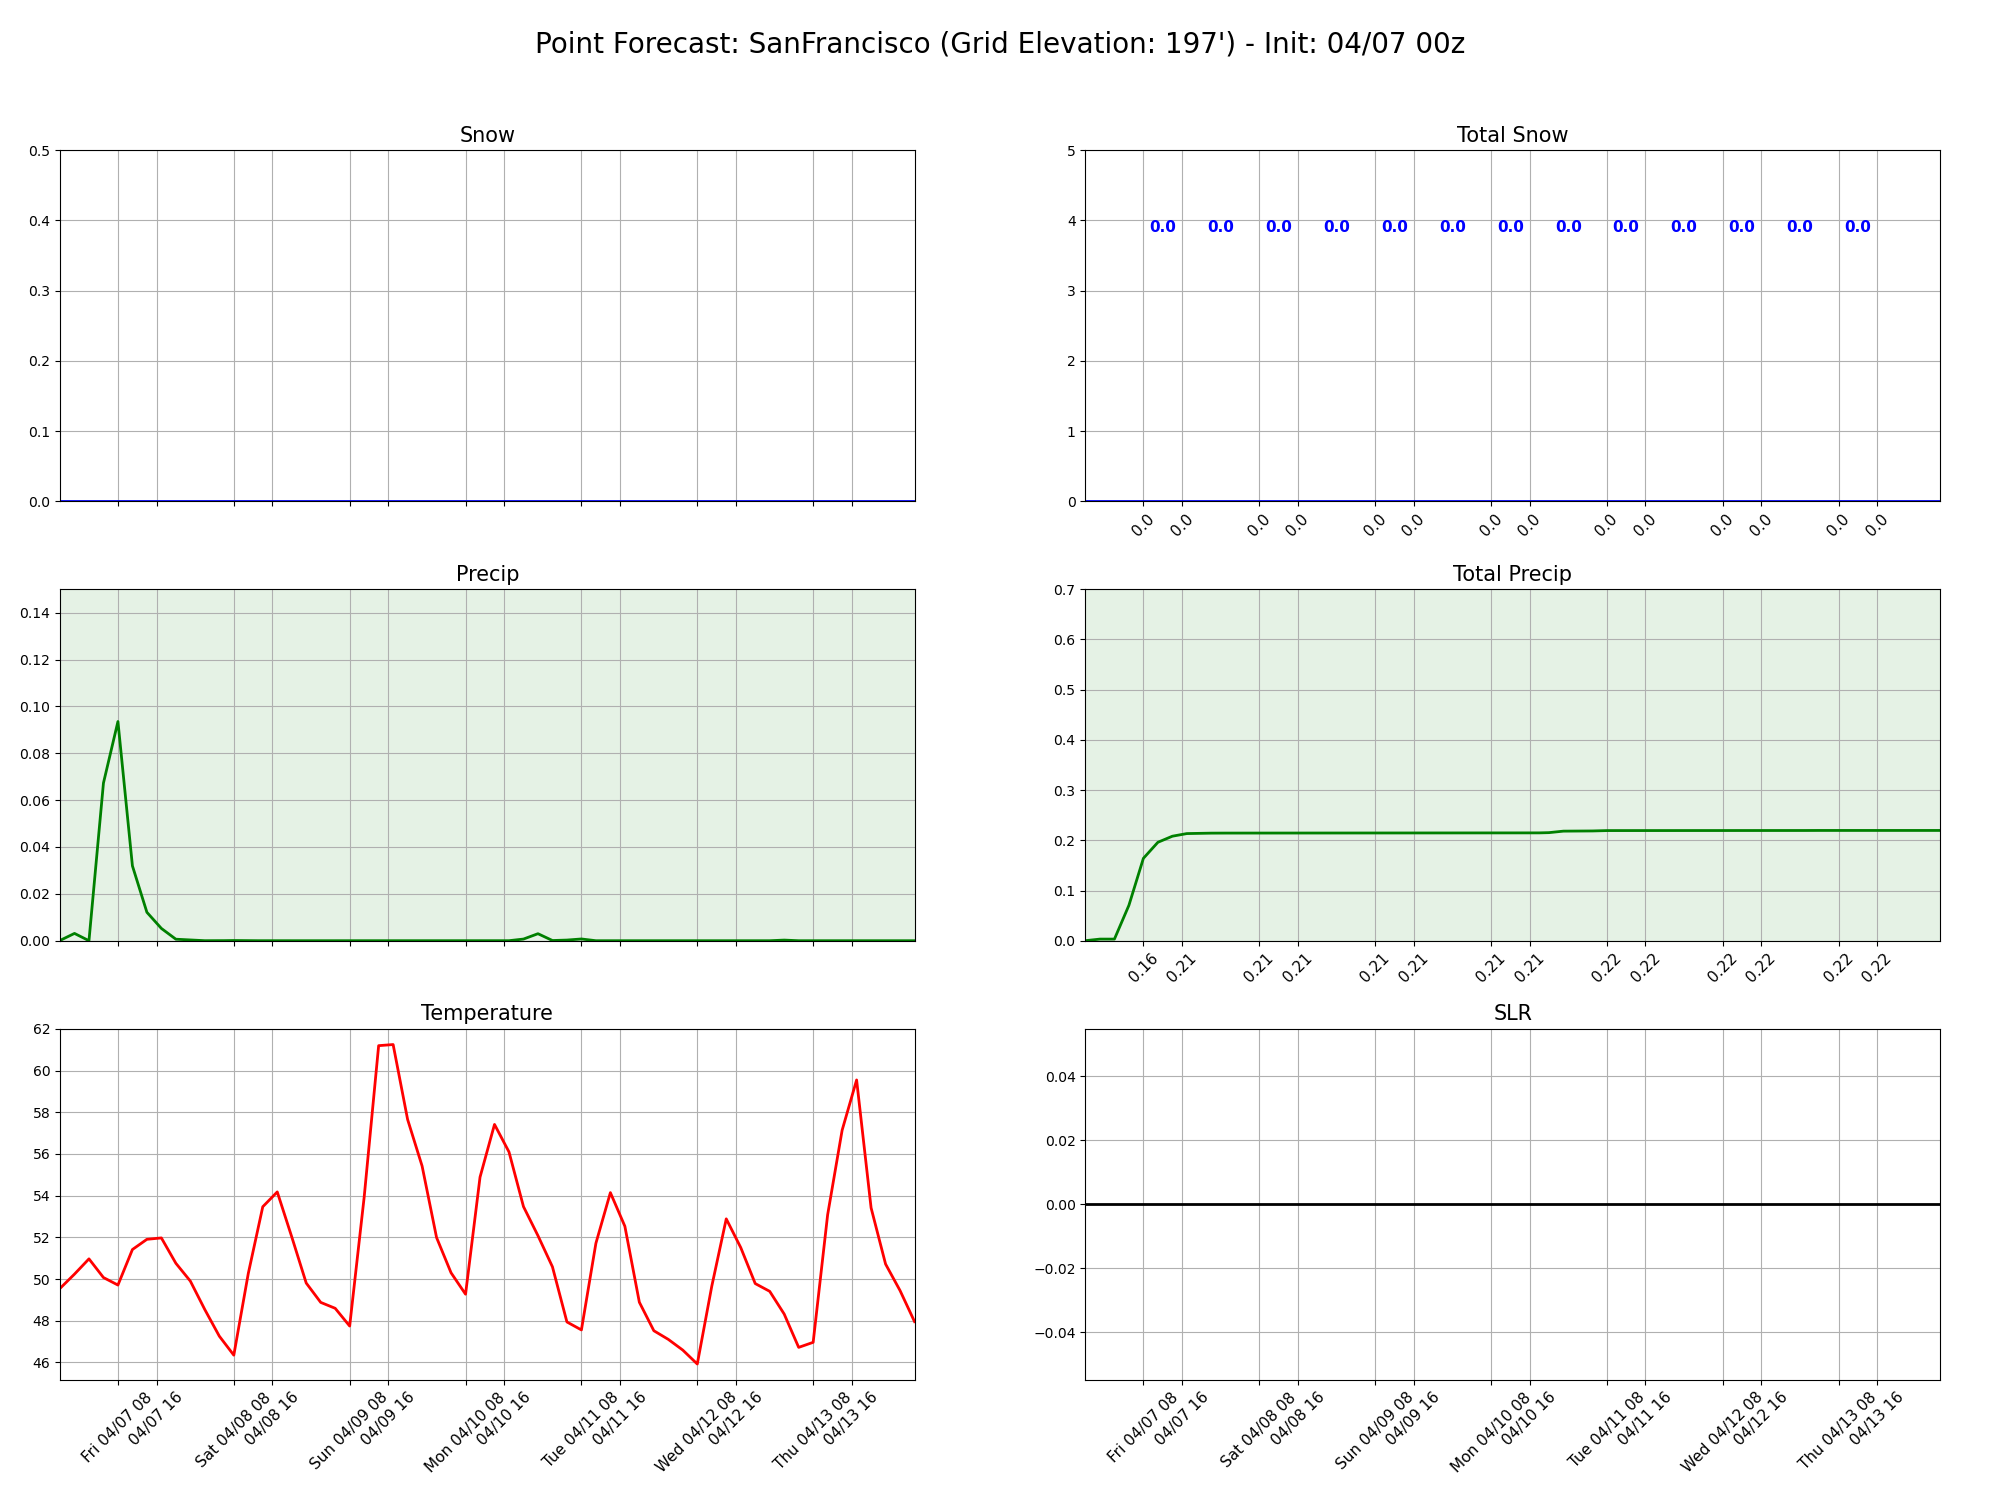 Point Forecast: SanFrancisco (Grid Elevation: 197') - Init: 04/07 00z
Snow
0.5
0.4
0.3
0.2
0.1
0.0
Total Snow
5
4
3
2
1
0
0.0 0.0 0.0 0.0 0.0 0.0 0.0 0.0 0.0 0.0 0.0 0.0 0.0
0.0 0.0 0.0 0.0 0.0 0.0 0.0 0.0 0.0 0.0 0.0 0.0 0.0 0.0
Precip
0.14
0.12
0.10
0.08
0.06
0.04
0.02
0.00
Total Precip
0.7
0.6
0.5
0.4
0.3
0.2
0.1
0.0
0.16 0.21 0.21 0.21 0.21 0.21 0.21 0.21 0.22 0.22 0.22 0.22 0.22 0.22
Temperature
62
60
58
56
54
52
50
48
46
Fri 04/07 08
04/07 16
Sat 04/08 08
04/08 16
Sun 04/09 08
04/09 16
Mon 04/10 08
04/10 16
Tue 04/11 08
04/11 16
Wed 04/12 08
04/12 16
Thu 04/13 08
04/13 16
SLR
0.04
0.02
0.00
−0.02
−0.04
Fri 04/07 08
04/07 16
Sat 04/08 08
04/08 16
Sun 04/09 08
04/09 16
Mon 04/10 08
04/10 16
Tue 04/11 08
04/11 16
Wed 04/12 08
04/12 16
Thu 04/13 08
04/13 16